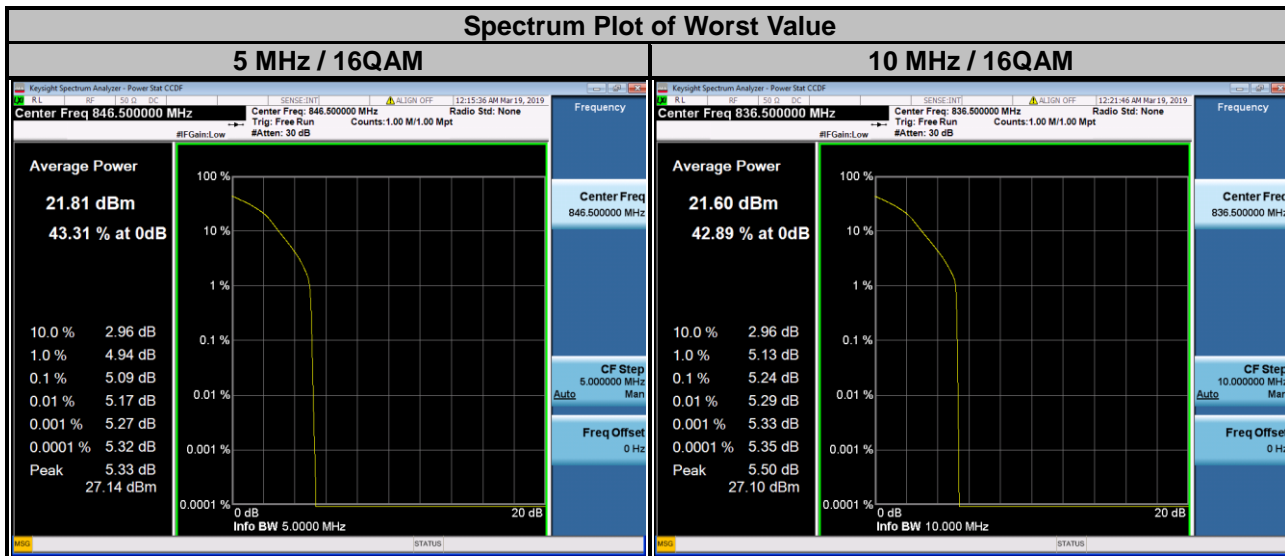 Spectrum Plot of Worst Value
5 MHz / 16QAM
10 MHz / 16QAM
Keysight Spectrum Analyzer - Power Stat CCDF
RL RF 50 Ω DC SENSE:INT ALIGN OFF 12:15:36 AM Mar 19, 2019
Center Freq 846.500000 MHz
Center Freq: 846.500000 MHz Radio Std: None
Trig: Free Run Counts:1.00 M/1.00 Mpt
#IFGain:Low #Atten: 30 dB
Frequency
Average Power
21.81 dBm
43.31 % at 0dB
10.0 % 2.96 dB
1.0 % 4.94 dB
0.1 % 5.09 dB
0.01 % 5.17 dB
0.001 % 5.27 dB
0.0001 % 5.32 dB
Peak 5.33 dB
27.14 dBm
100 %
10 %
1 %
0.1 %
0.01 %
0.001 %
0.0001 %
0 dB 20 dB
Info BW 5.0000 MHz
Center Freq
846.500000 MHz
CF Step
5.000000 MHz
Auto Man
Freq Offset
0 Hz
MSG STATUS
Keysight Spectrum Analyzer - Power Stat CCDF
RL RF 50 Ω DC SENSE:INT ALIGN OFF 12:21:46 AM Mar 19, 2019
Center Freq 836.500000 MHz
Center Freq: 836.500000 MHz Radio Std: None
Trig: Free Run Counts:1.00 M/1.00 Mpt
#IFGain:Low #Atten: 30 dB
Frequency
Average Power
21.60 dBm
42.89 % at 0dB
10.0 % 2.96 dB
1.0 % 5.13 dB
0.1 % 5.24 dB
0.01 % 5.29 dB
0.001 % 5.33 dB
0.0001 % 5.35 dB
Peak 5.50 dB
27.10 dBm
100 %
10 %
1 %
0.1 %
0.01 %
0.001 %
0.0001 %
0 dB 20 dB
Info BW 10.000 MHz
Center Freq
836.500000 MHz
CF Step
10.000000 MHz
Auto Man
Freq Offset
0 Hz
MSG STATUS